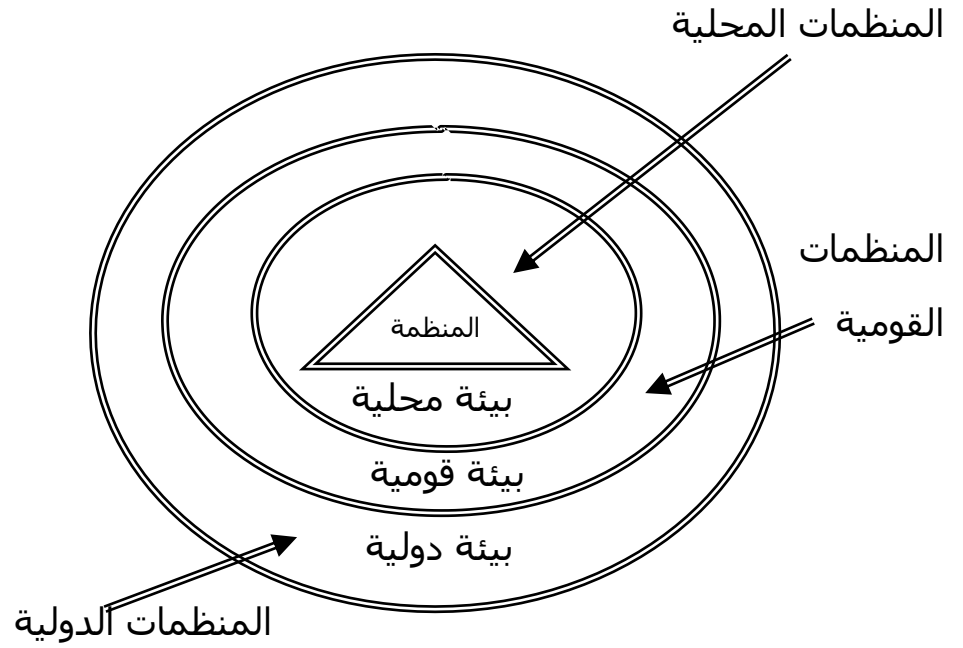 المنظمات المحلية
المنظمات
القومية
المنظمة
بيئة محلية
بيئة قومية
بيئة دولية
المنظمات الدولية